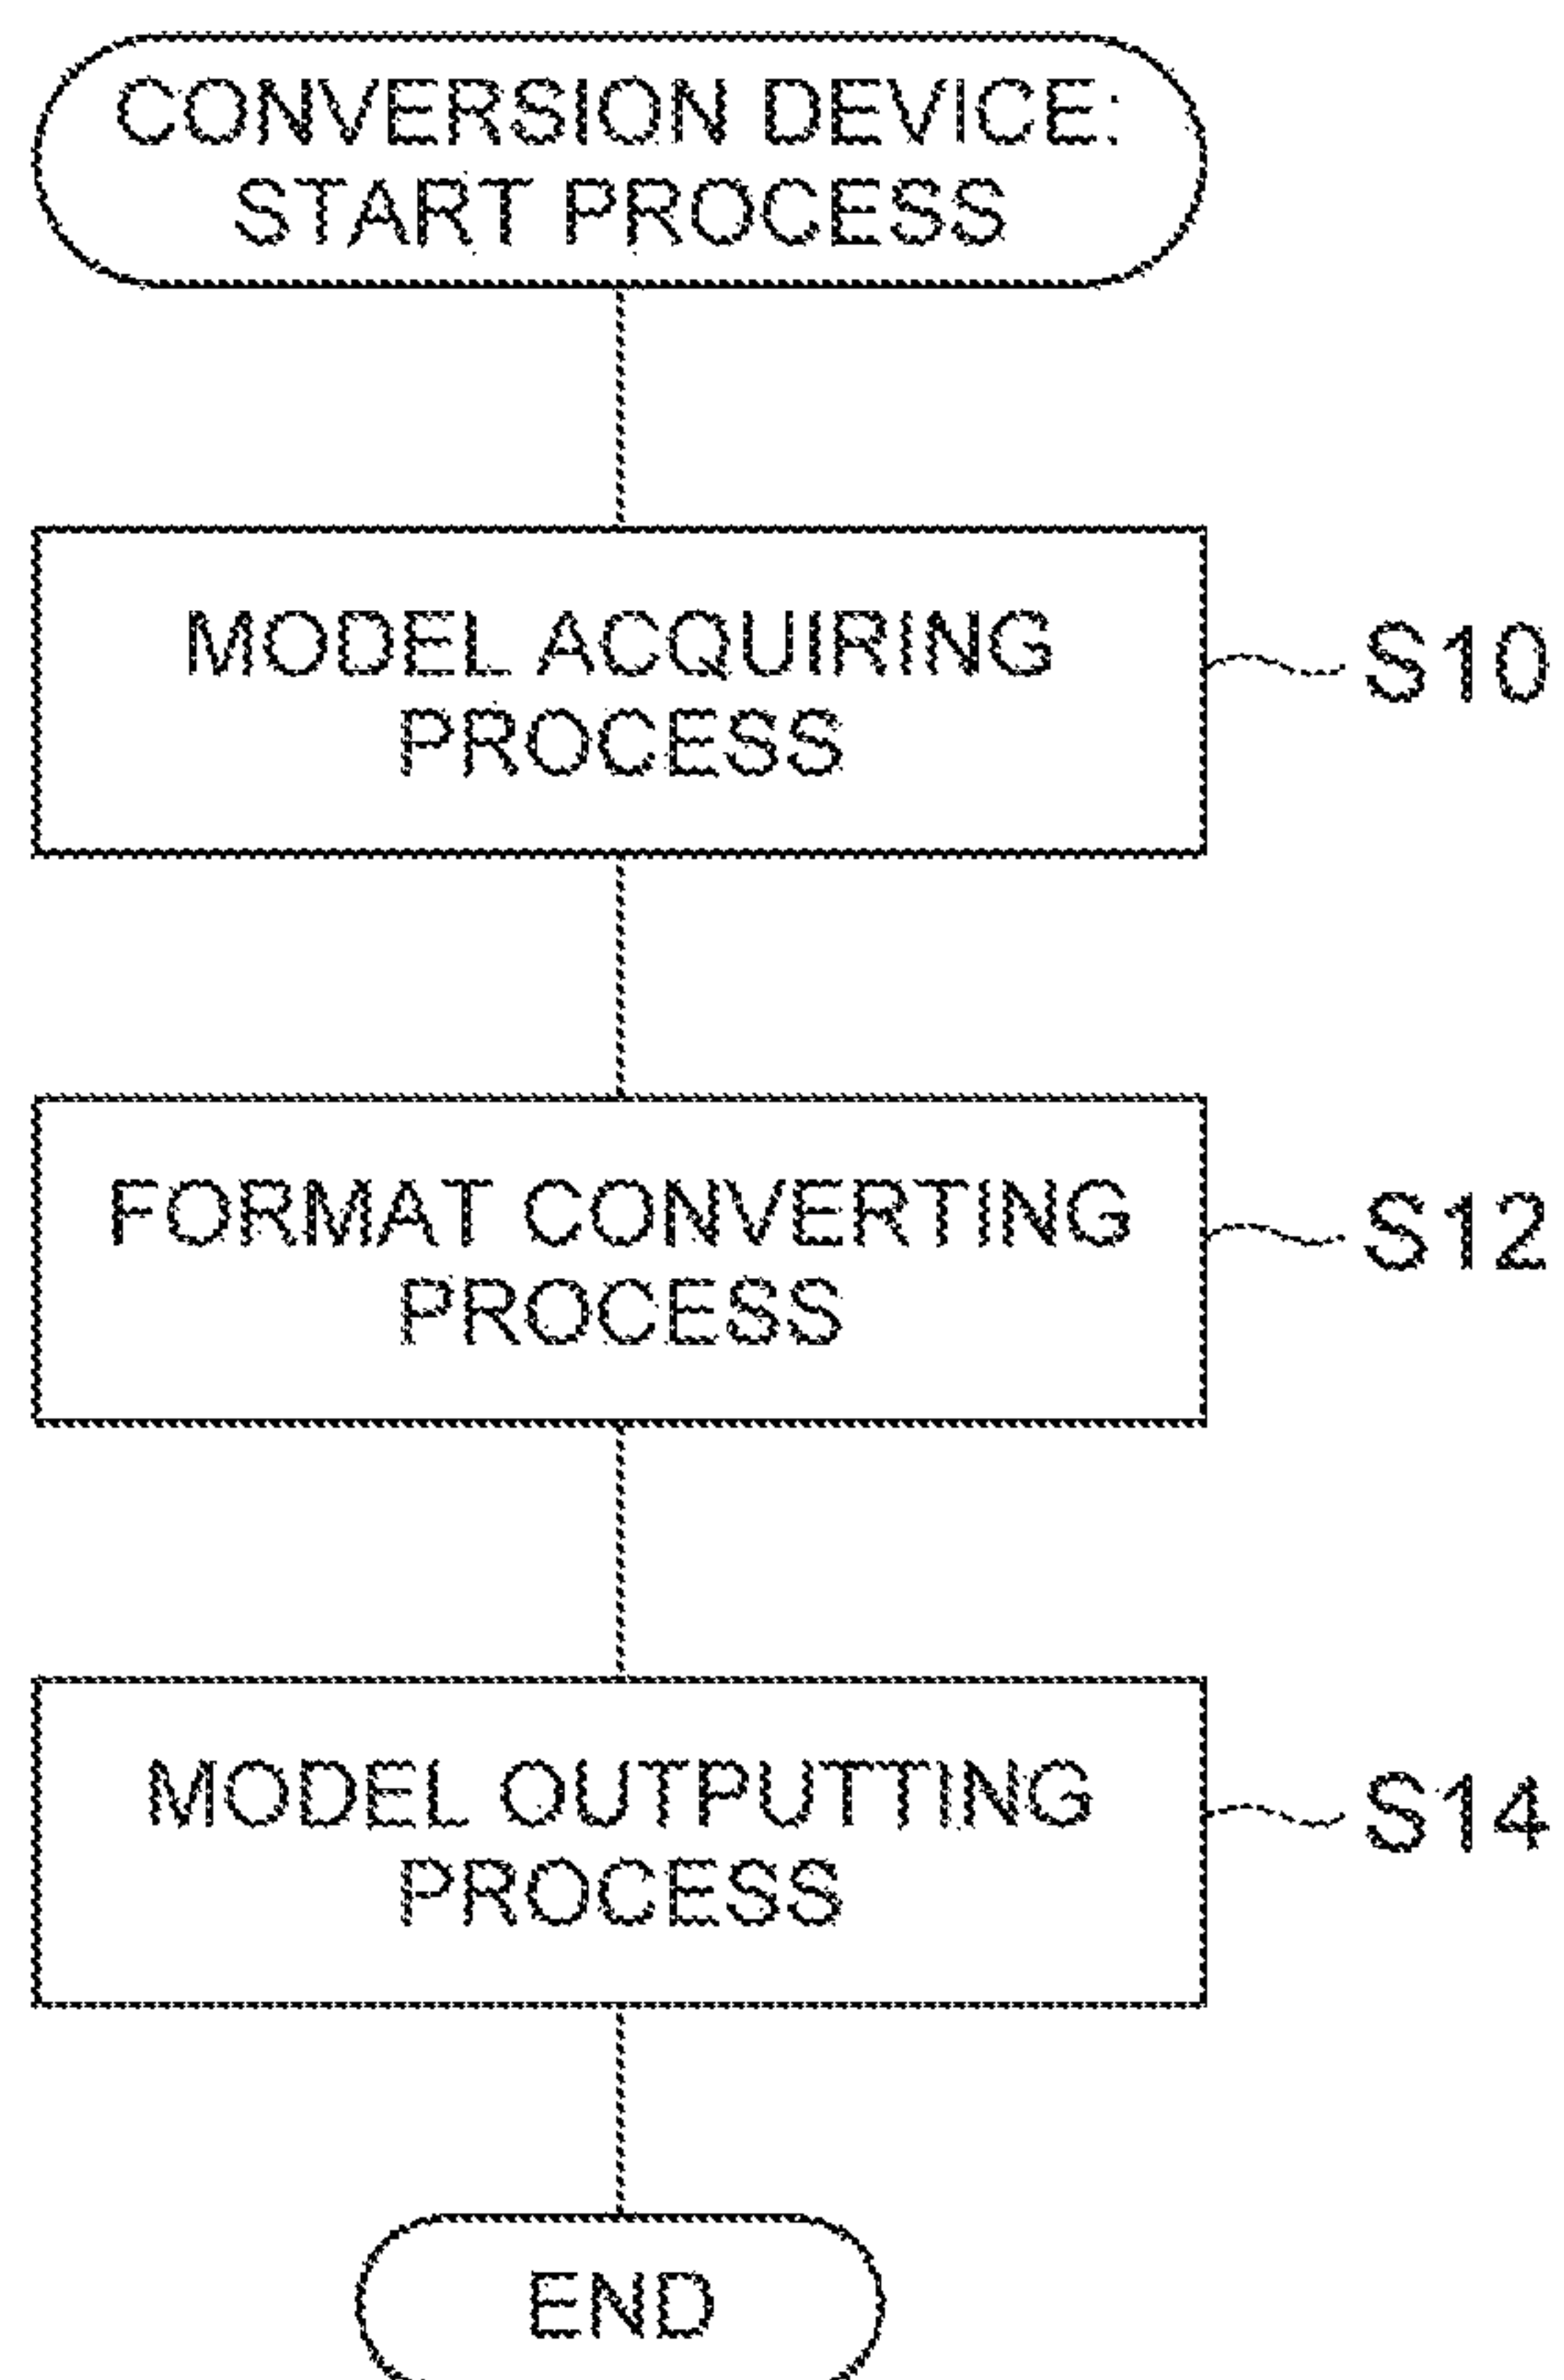 CONVERSION DEVICE:
START PROCESS
MODEL ACQUIRING
PROCESS
S10
FORMAT CONVERTING
PROCESS
S12
MODEL OUTPUTTING
PROCESS
S14
END